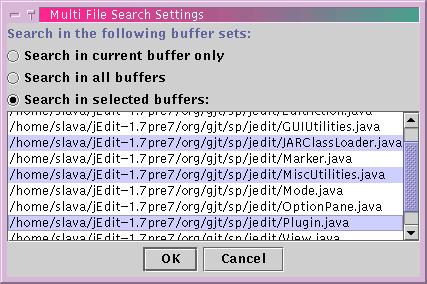 Multi File Search Settings
Search in the following buffer sets:
Search in current buffer only
Search in all buffers
Search in selected buffers:
/home/slava/jEdit-1.7pre7/org/gjt/sp/jedit/EditAction.java
/home/slava/jEdit-1.7pre7/org/gjt/sp/jedit/GUIUtilities.java
/home/slava/jEdit-1.7pre7/org/gjt/sp/jedit/JARClassLoader.java
/home/slava/jEdit-1.7pre7/org/gjt/sp/jedit/Marker.java
/home/slava/jEdit-1.7pre7/org/gjt/sp/jedit/MiscUtilities.java
/home/slava/jEdit-1.7pre7/org/gjt/sp/jedit/Mode.java
/home/slava/jEdit-1.7pre7/org/gjt/sp/jedit/OptionPane.java
/home/slava/jEdit-1.7pre7/org/gjt/sp/jedit/Plugin.java
/home/slava/jEdit-1.7pre7/org/gjt/sp/jedit/View.java
OK
Cancel